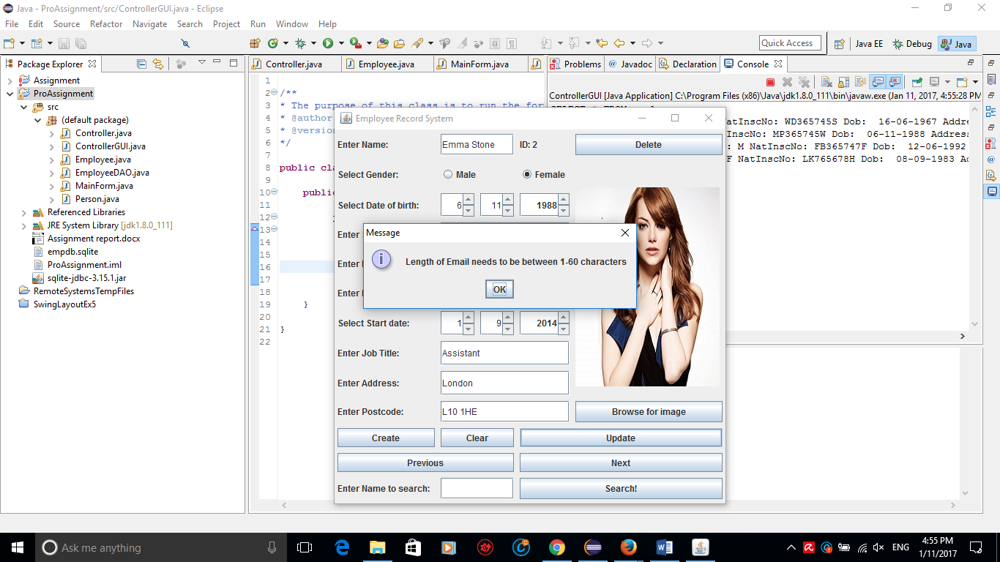 Java - ProAssignment/src/ControllerGUI.java - Eclipse
File Edit Source Refactor Navigate Search Project Run Window Help
Quick Access Java EE Debug Java
Package Explorer
Assignment
ProAssignment
src
(default package)
Controller.java
ControllerGUI.java
Employee.java
EmployeeDAO.java
MainForm.java
Person.java
Referenced Libraries
JRE System Library [jdk1.8.0_111]
Assignment report.docx
empdb.sqlite
ProAssignment.iml
sqlite-jdbc-3.15.1.jar
RemoteSystemsTempFiles
SwingLayoutEx5
Controller.java Employee.java MainForm.java
1
2 /**
3 * The purpose of this class is to run the for
4 * @author
5 * @version
6 */
7
8 public cla
9
10 public
11
12
13
14
15
16
17
18
19 }
20
21 }
22
Problems @ Javadoc Declaration Console
ControllerGUI [Java Application] C:\Program Files (x86)\Java\jdk1.8.0_111\bin\javaw.exe (Jan 11, 2017, 4:55:28 PM
NatInscNo: WD365745S Dob: 16-06-1967 Addre
InscNo: MP365745W Dob: 06-11-1988 Address
: M NatInscNo: FB365747F Dob: 12-06-1992
F NatInscNo: LK765678H Dob: 08-09-1983 Ad
Employee Record System
Enter Name: Emma Stone ID: 2 Delete
Select Gender: Male Female
Select Date of birth: 6 11 1988
Enter
Enter
Enter
Message
Length of Email needs to be between 1-60 characters
OK
Select Start date: 1 9 2014
Enter Job Title: Assistant
Enter Address: London
Enter Postcode: L10 1HE Browse for image
Create Clear Update
Previous Next
Enter Name to search: Search!
Ask me anything
ENG
4:55 PM
1/11/2017